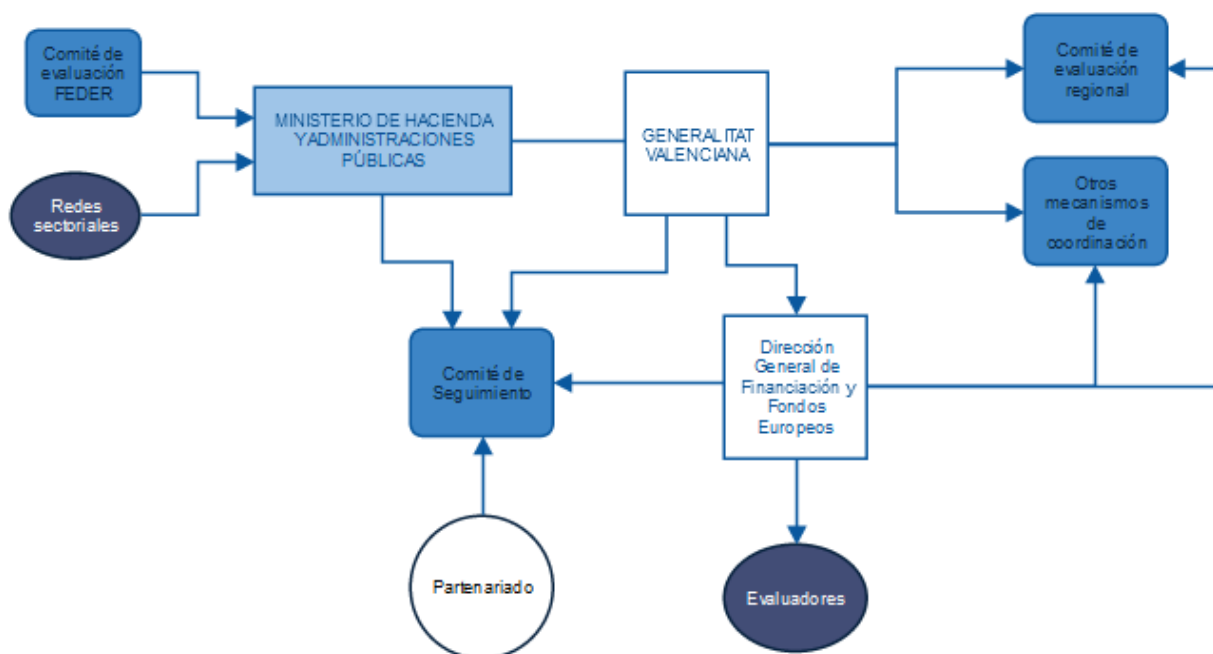 Comité de
evaluación
FEDER
MINISTERIO DE HACIENDA
YADMINISTRACIONES
PÚBLICAS
GENERALITAT
VALENCIANA
Comité de
evaluación
regional
Redes
sectoriales
Otros
mecanismos
de
coordinación
Comité de
Seguimiento
Dirección
General de
Financiación y
Fondos
Europeos
Partenariado
Evaluadores